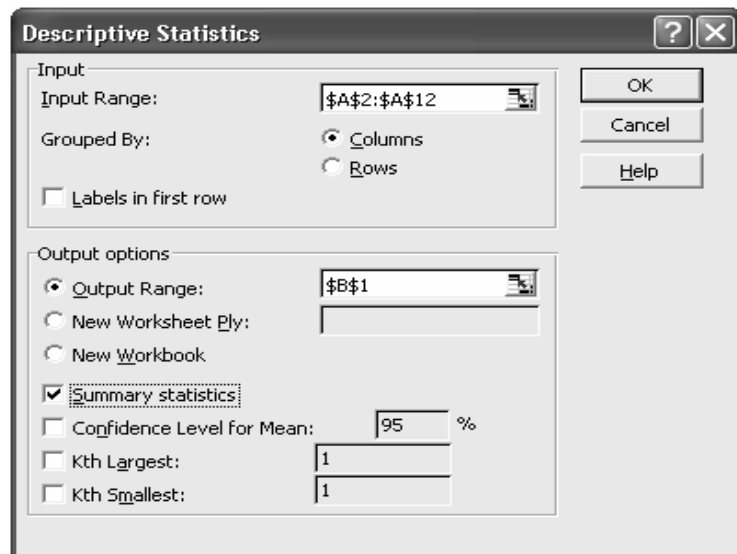 Descriptive Statistics
Input
Input Range: $A$2:$A$12
OK
Grouped By: Columns
Cancel
Rows
Help
Labels in first row
Output options
Output Range: $B$1
New Worksheet Ply:
New Workbook
Summary statistics
Confidence Level for Mean: 95 %
Kth Largest: 1
Kth Smallest: 1